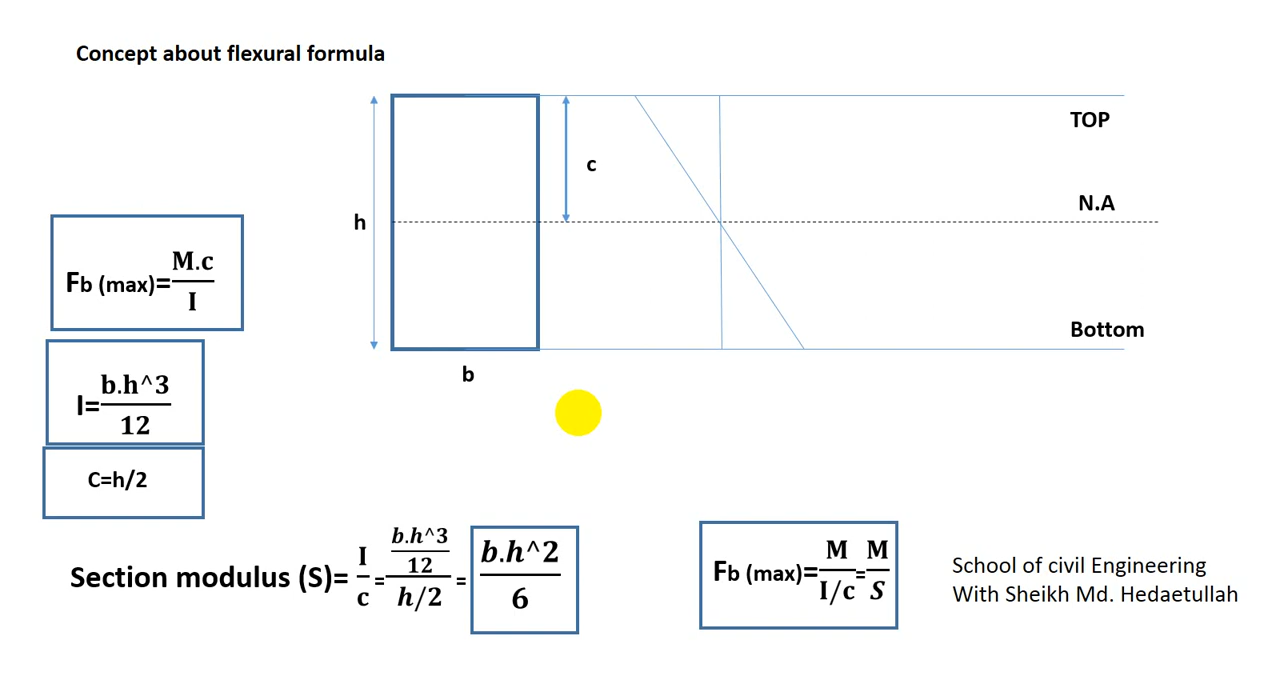 Concept about flexural formula
TOP
c
N.A
h
Fb (max)=M.c/I
Bottom
I=b.h^3/12
b
C=h/2
Section modulus (S)= I/c = (b.h^3/12)/(h/2) = b.h^2/6
Fb (max)=M/(I/c)=M/S
School of civil Engineering
With Sheikh Md. Hedaetullah